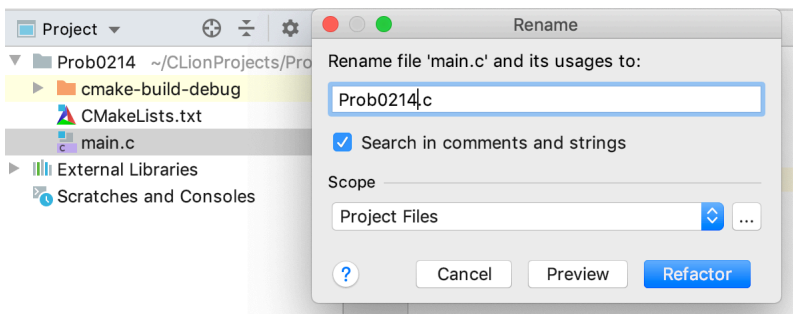 Project
Prob0214 ~/CLionProjects/Pro
cmake-build-debug
CMakeLists.txt
main.c
External Libraries
Scratches and Consoles
Rename
Rename file 'main.c' and its usages to:
Prob0214.c
Search in comments and strings
Scope
Project Files
...
?
Cancel
Preview
Refactor